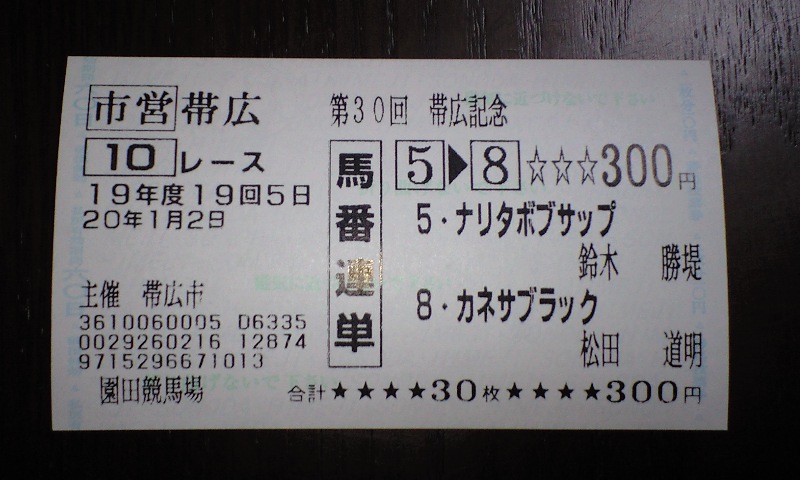 市営 帯広 第30回 帯広記念
10 レース
19年度19回5日
20年1月2日
馬番連単
5▶8☆☆☆300円
5・ナリタボブサップ
鈴木 勝堤
8・カネサブラック
松田 道明
主催 帯広市
3610060005 D6335
0029260216 12874
9715296671013
園田競馬場
合計★★★★30枚★★★★300円